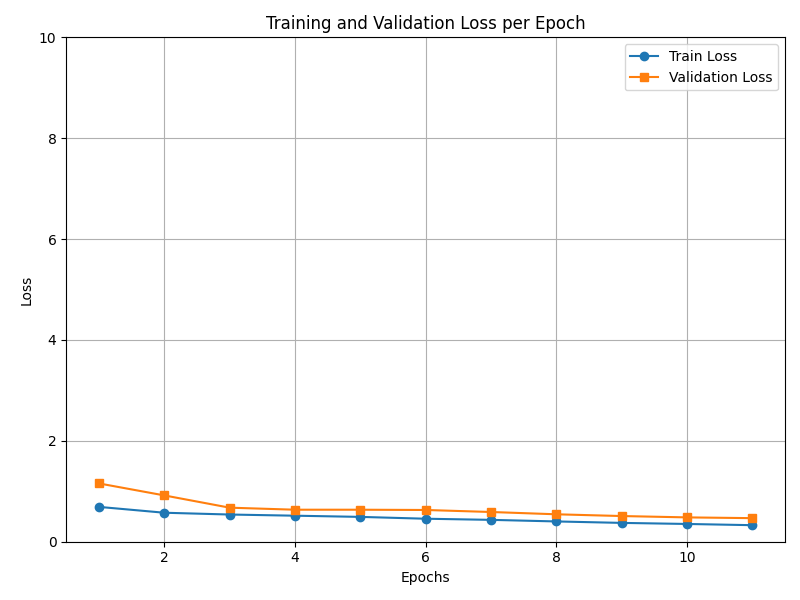 Training and Validation Loss per Epoch
Train Loss
Validation Loss
Loss
10
8
6
4
2
0
2 4 6 8 10
Epochs